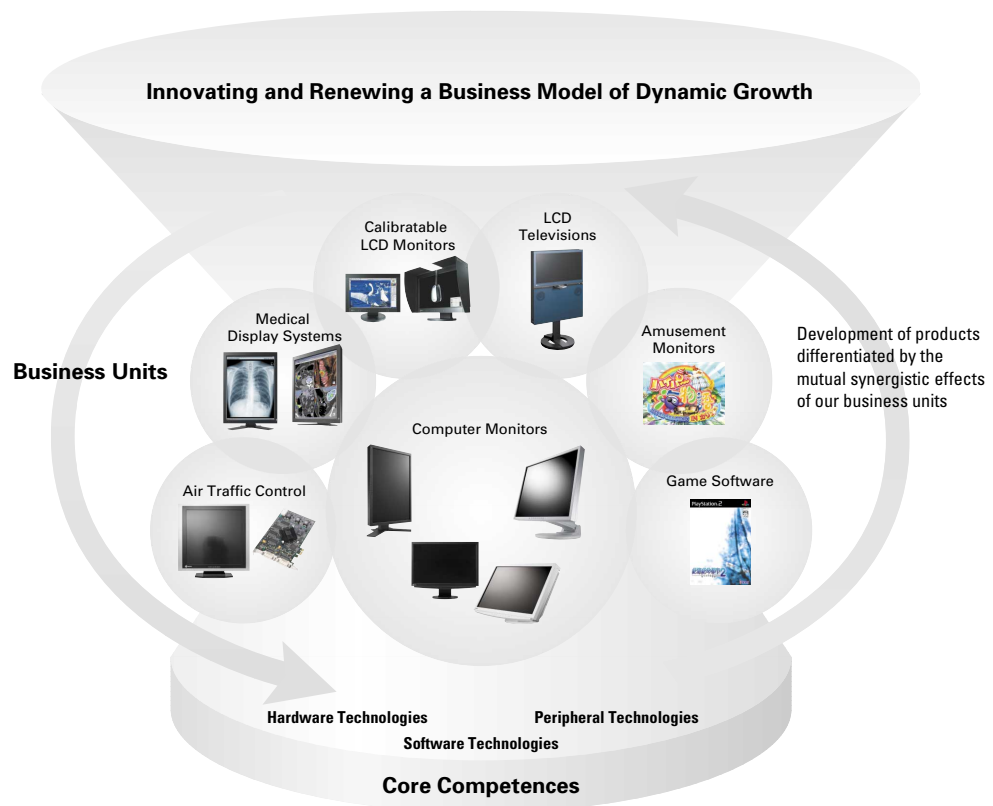 Innovating and Renewing a Business Model of Dynamic Growth
Calibratable
LCD Monitors
LCD
Televisions
Medical
Display Systems
Amusement
Monitors
Business Units
Development of products
differentiated by the
mutual synergistic effects
of our business units
Computer Monitors
Air Traffic Control
Game Software
PlayStation 2
Hardware Technologies
Peripheral Technologies
Software Technologies
Core Competences